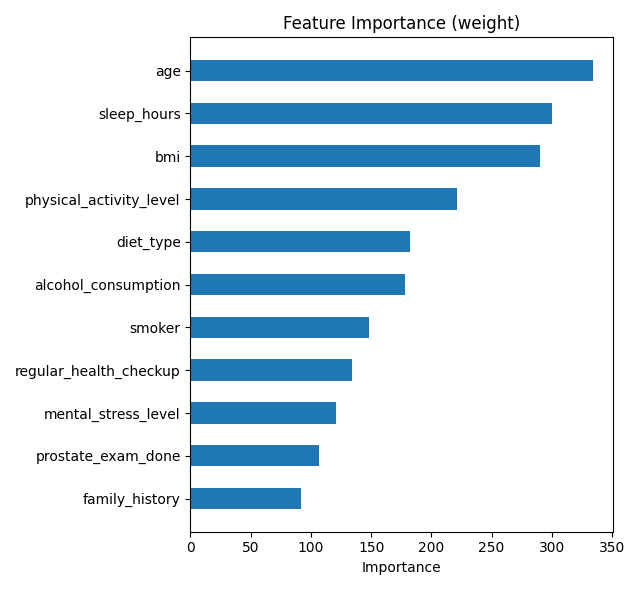 Feature Importance (weight)
age
sleep_hours
bmi
physical_activity_level
diet_type
alcohol_consumption
smoker
regular_health_checkup
mental_stress_level
prostate_exam_done
family_history
0 50 100 150 200 250 300 350
Importance